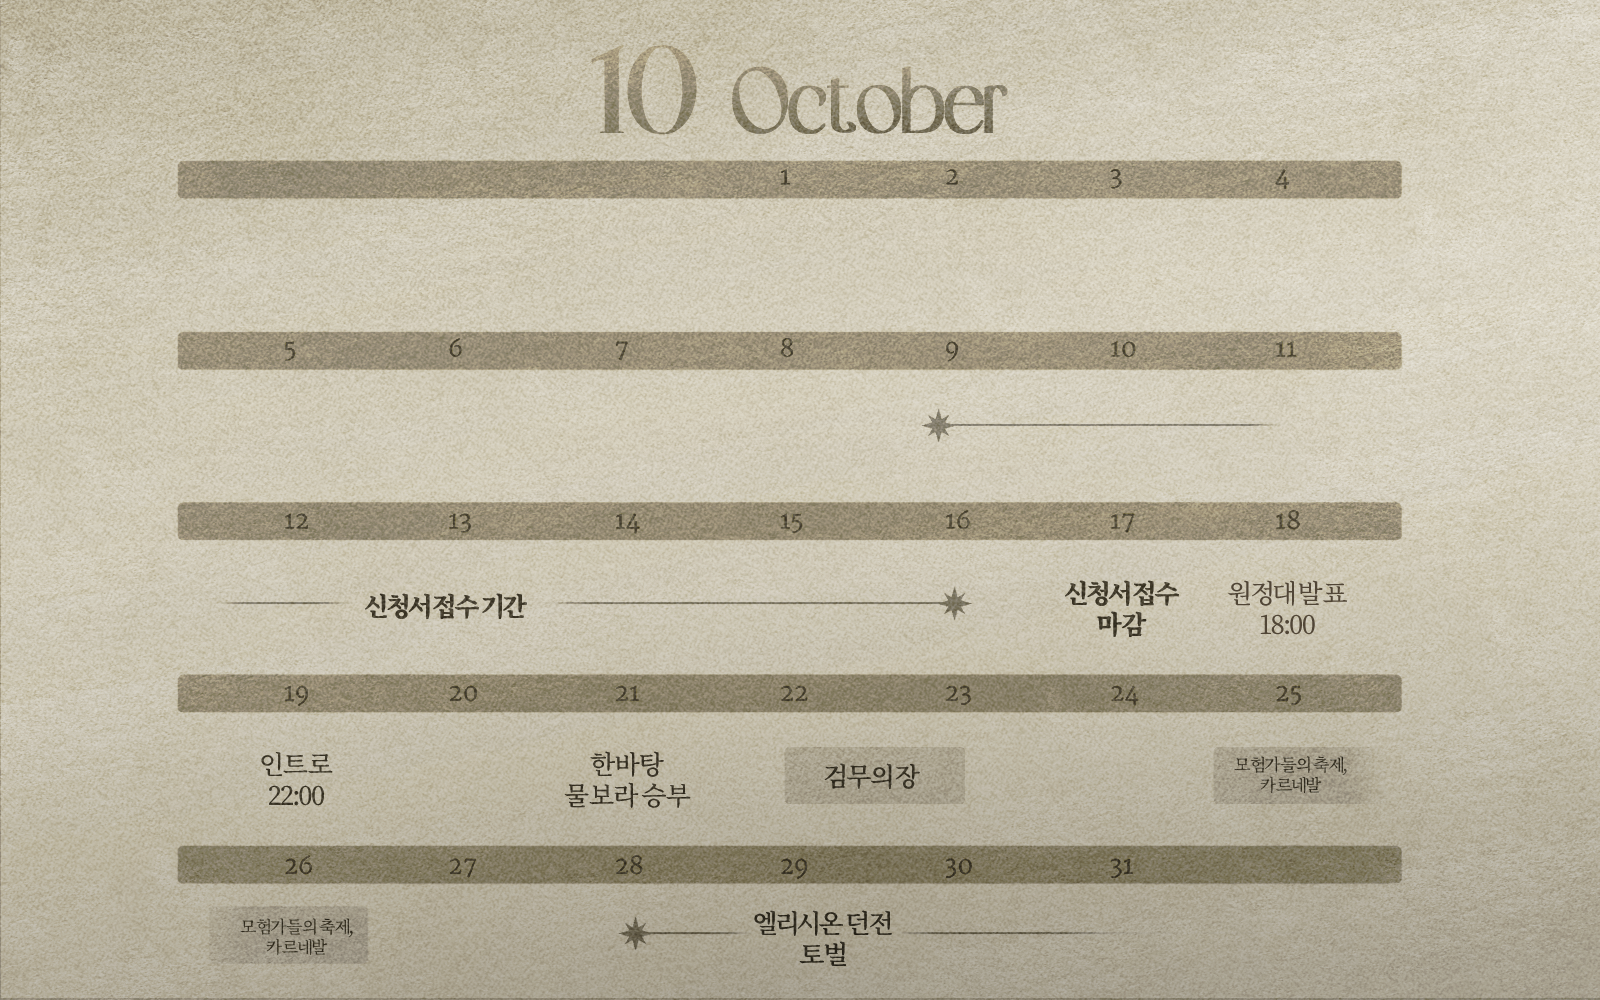 10 October
1 2 3 4
5 6 7 8 9 10 11
12 13 14 15 16 17 18
신청서 접수 기간
신청서 접수
마감
원정대 발표
18:00
19 20 21 22 23 24 25
인트로
22:00
한바탕
물보라 승부
검무의 장
모험가들의 축제,
카르네발
26 27 28 29 30 31
모험가들의 축제,
카르네발
엘리시온 던전
토벌